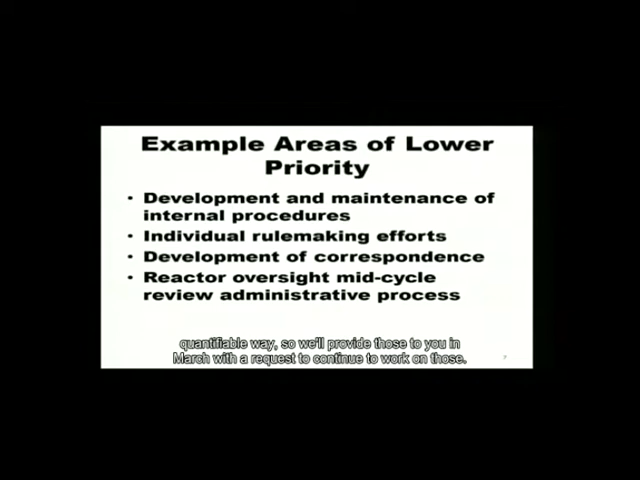 Example Areas of Lower
Priority
• Development and maintenance of
internal procedures
• Individual rulemaking efforts
• Development of correspondence
• Reactor oversight mid-cycle
review administrative process
quantifiable way, so we'll provide those to you in
March with a request to continue to work on those.